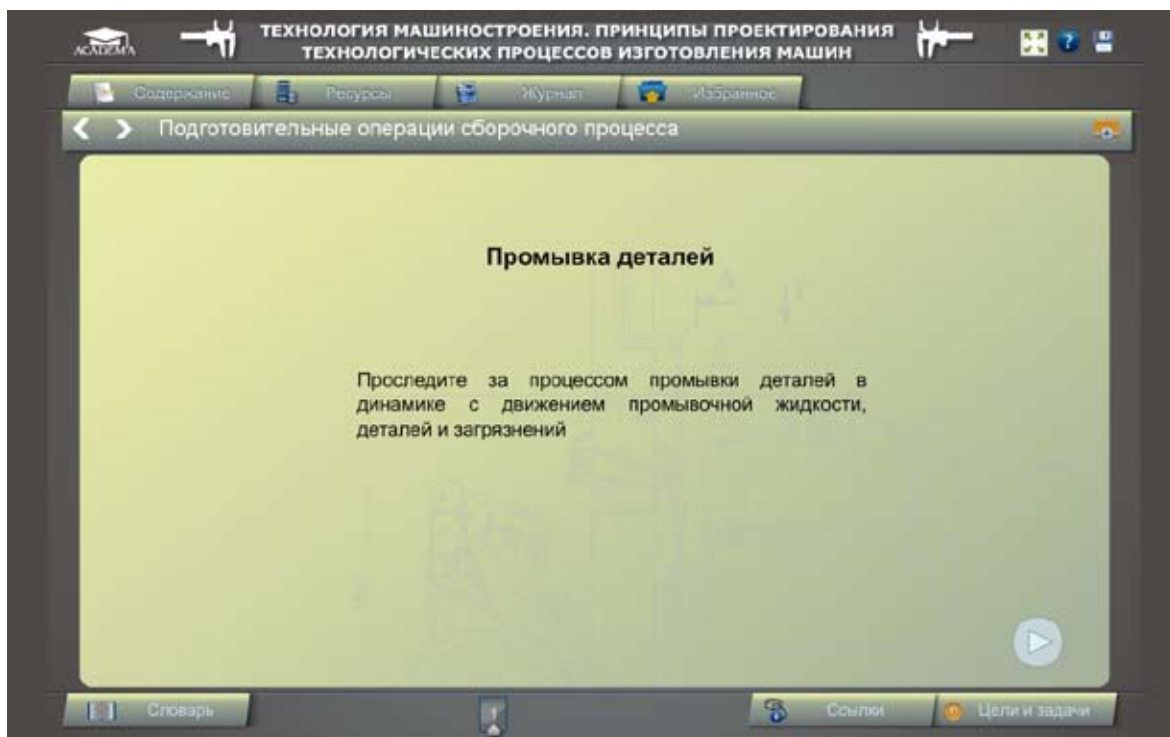 ТЕХНОЛОГИЯ МАШИНОСТРОЕНИЯ. ПРИНЦИПЫ ПРОЕКТИРОВАНИЯ
ТЕХНОЛОГИЧЕСКИХ ПРОЦЕССОВ ИЗГОТОВЛЕНИЯ МАШИН
ACADEMA
Содержание
Ресурсы
Журнал
Избранное
Подготовительные операции сборочного процесса
Промывка деталей
Проследите за процессом промывки деталей в
динамике с движением промывочной жидкости,
деталей и загрязнений
Словарь
Ссылки
Цели и задачи